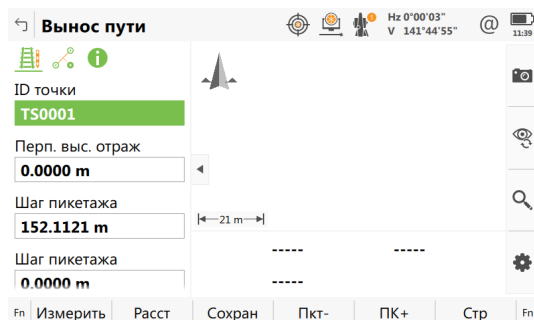 Вынос пути
Hz 0°00'03"
V 141°44'55"
@
11:39
ID точки
TS0001
Перп. выс. отраж
0.0000 m
Шаг пикетажа
152.1121 m
21 m
Шаг пикетажа
0.0000 m
----- -----
-----
Fn Измерить Расст Сохран Пкт- ПК+ Стр Fn